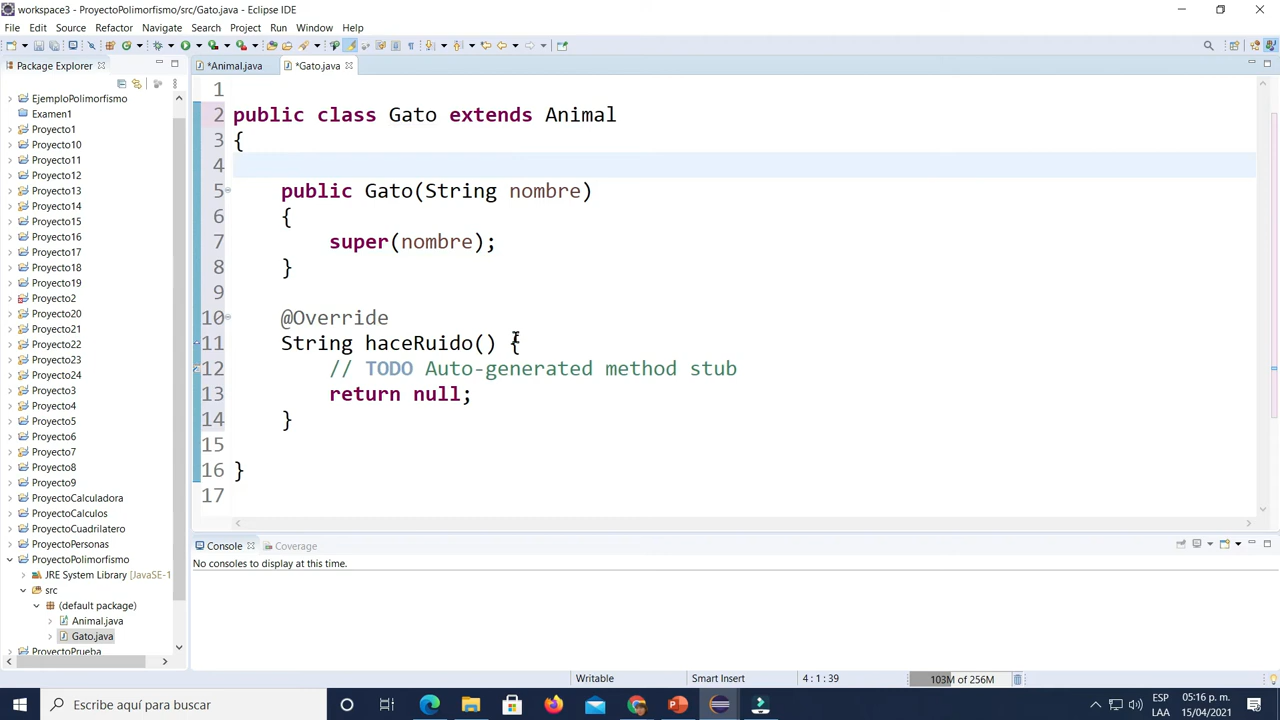 workspace3 - ProyectoPolimorfismo/src/Gato.java - Eclipse IDE
File Edit Source Refactor Navigate Search Project Run Window Help
Package Explorer
*Animal.java
*Gato.java
EjemploPolimorfismo
Examen1
Proyecto1
Proyecto10
Proyecto11
Proyecto12
Proyecto13
Proyecto14
Proyecto15
Proyecto16
Proyecto17
Proyecto18
Proyecto19
Proyecto2
Proyecto20
Proyecto21
Proyecto22
Proyecto23
Proyecto24
Proyecto3
Proyecto4
Proyecto5
Proyecto6
Proyecto7
Proyecto8
Proyecto9
ProyectoCalculadora
ProyectoCalculos
ProyectoCuadrilatero
ProyectoPersonas
ProyectoPolimorfismo
JRE System Library [JavaSE-1
src
(default package)
Animal.java
Gato.java
ProyectoPrueba
1
2 public class Gato extends Animal
3 {
4
5 public Gato(String nombre)
6 {
7 super(nombre);
8 }
9
10 @Override
11 String haceRuido() {
12 // TODO Auto-generated method stub
13 return null;
14 }
15
16 }
17
Console
Coverage
No consoles to display at this time.
Writable
Smart Insert
4 : 1 : 39
103M of 256M
Escribe aquí para buscar
ESP
LAA
05:16 p. m.
15/04/2021